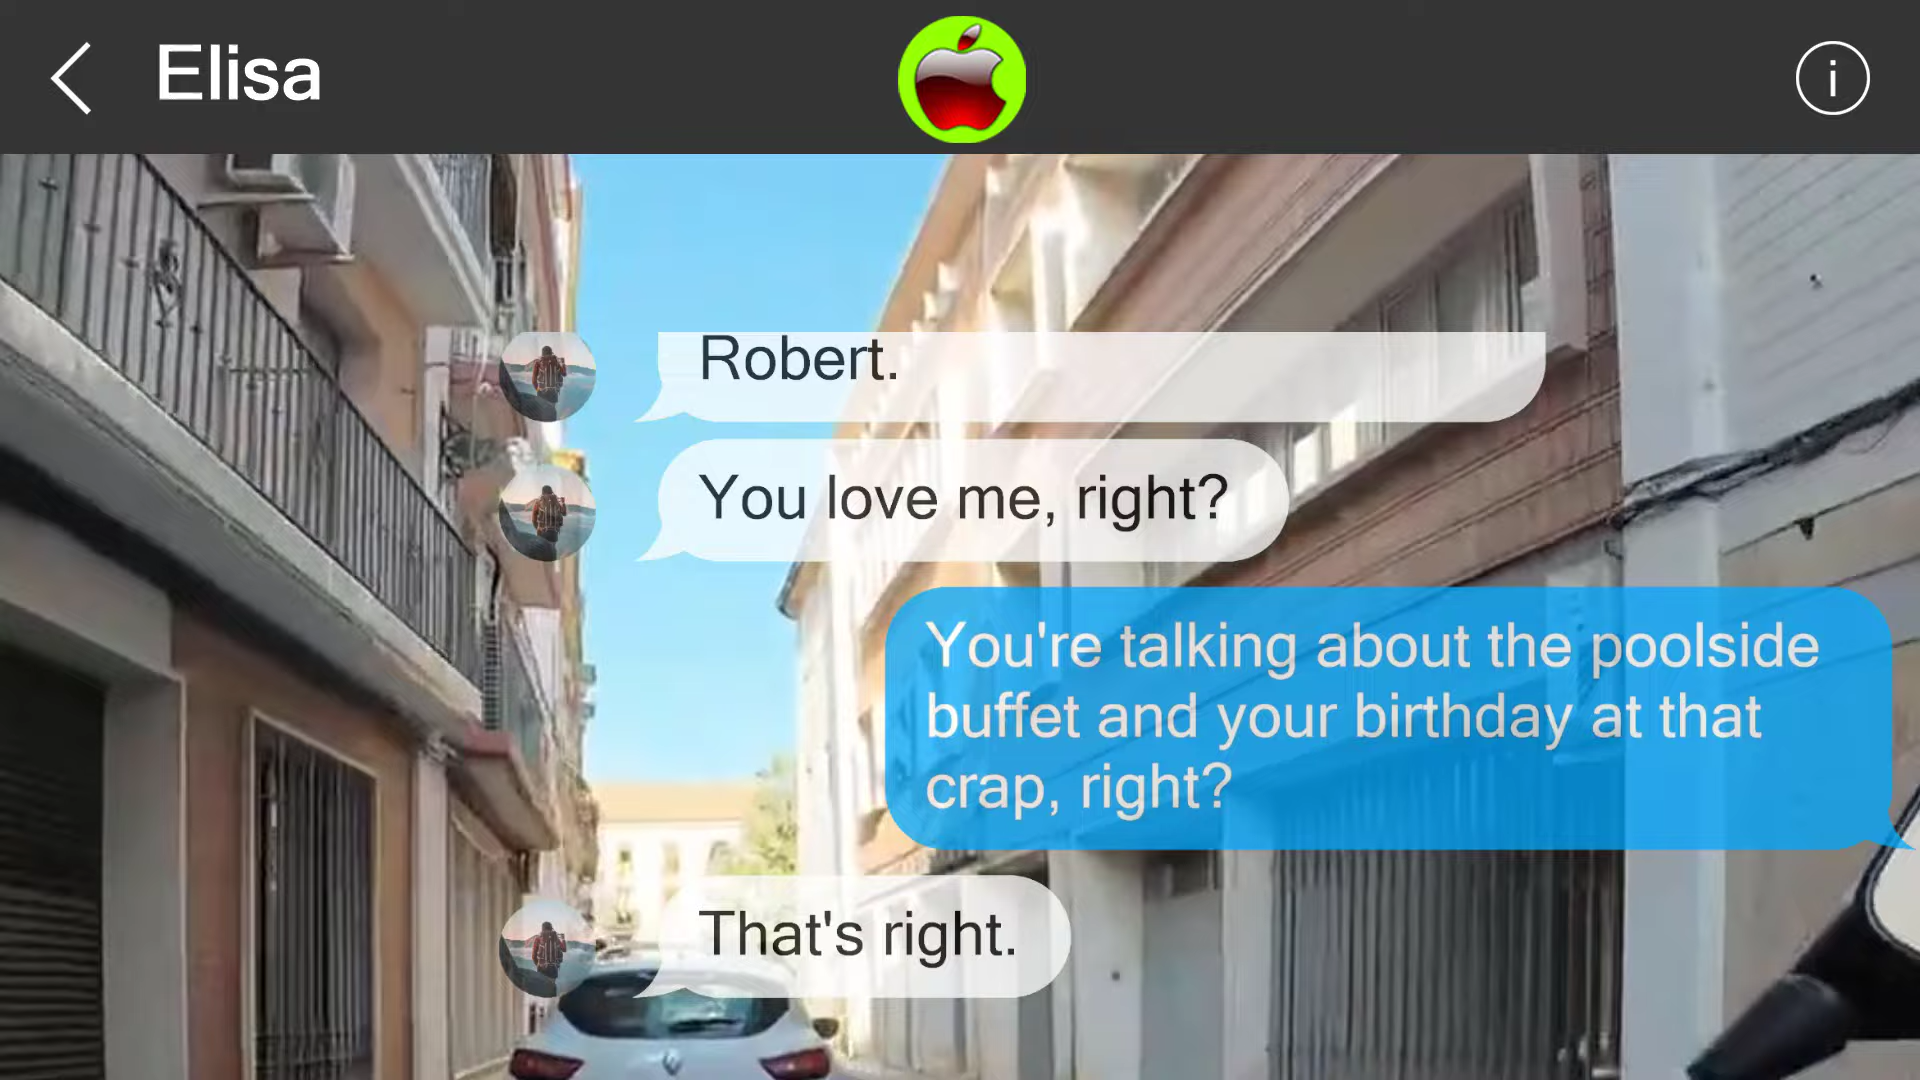 Elisa
Robert.
You love me, right?
You're talking about the poolside
buffet and your birthday at that
crap, right?
That's right.